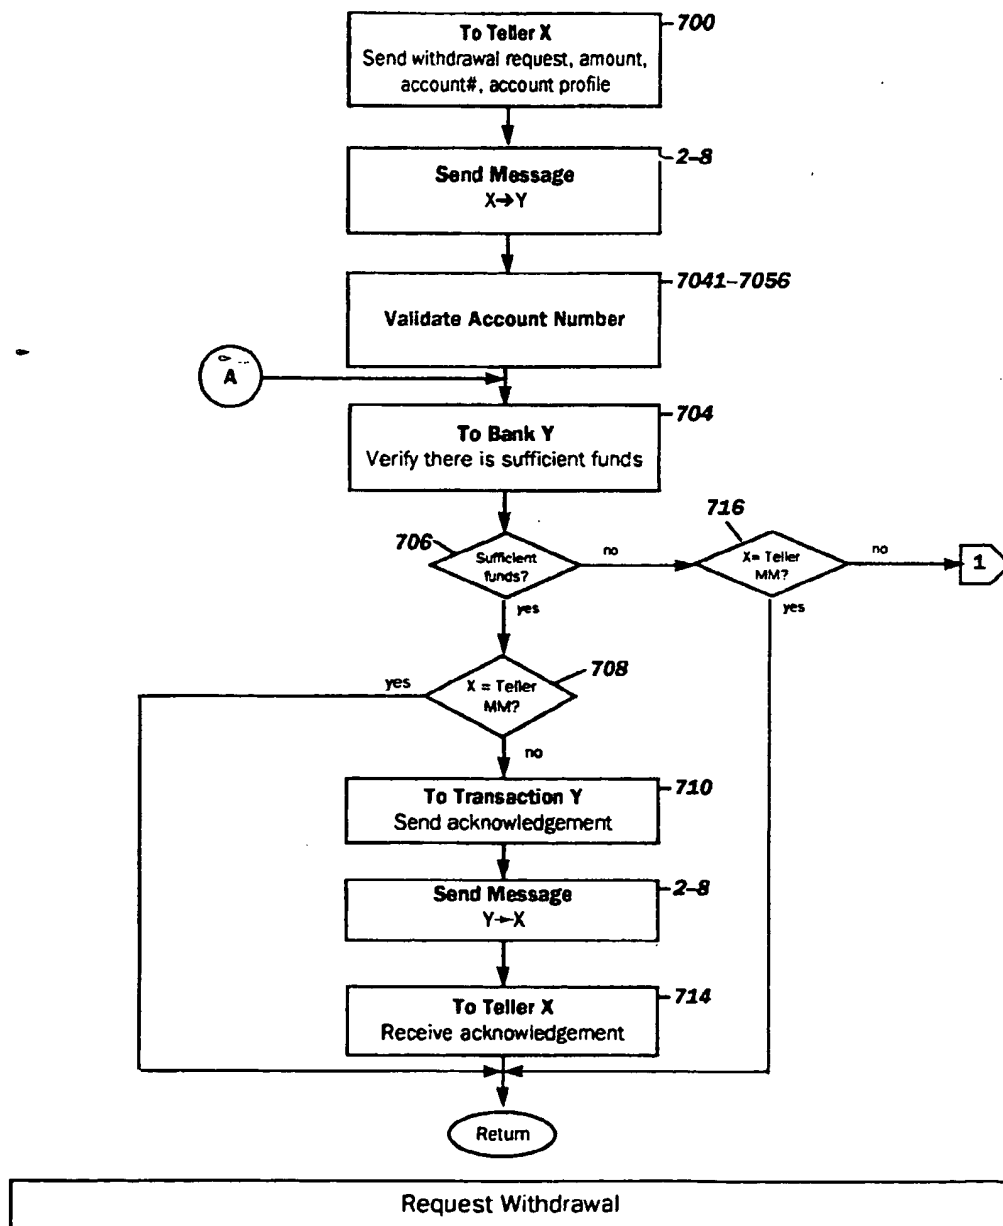 To Teller X
Send withdrawal request, amount,
account#, account profile
700
Send Message
X→Y
2-8
Validate Account Number
7041-7056
A
To Bank Y
Verify there is sufficient funds
704
706
Sufficient
funds?
no
yes
716
X= Teller
MM?
no
yes
1
708
X = Teller
MM?
yes
no
To Transaction Y
Send acknowledgement
710
Send Message
Y→X
2-8
To Teller X
Receive acknowledgement
714
Return
Request Withdrawal